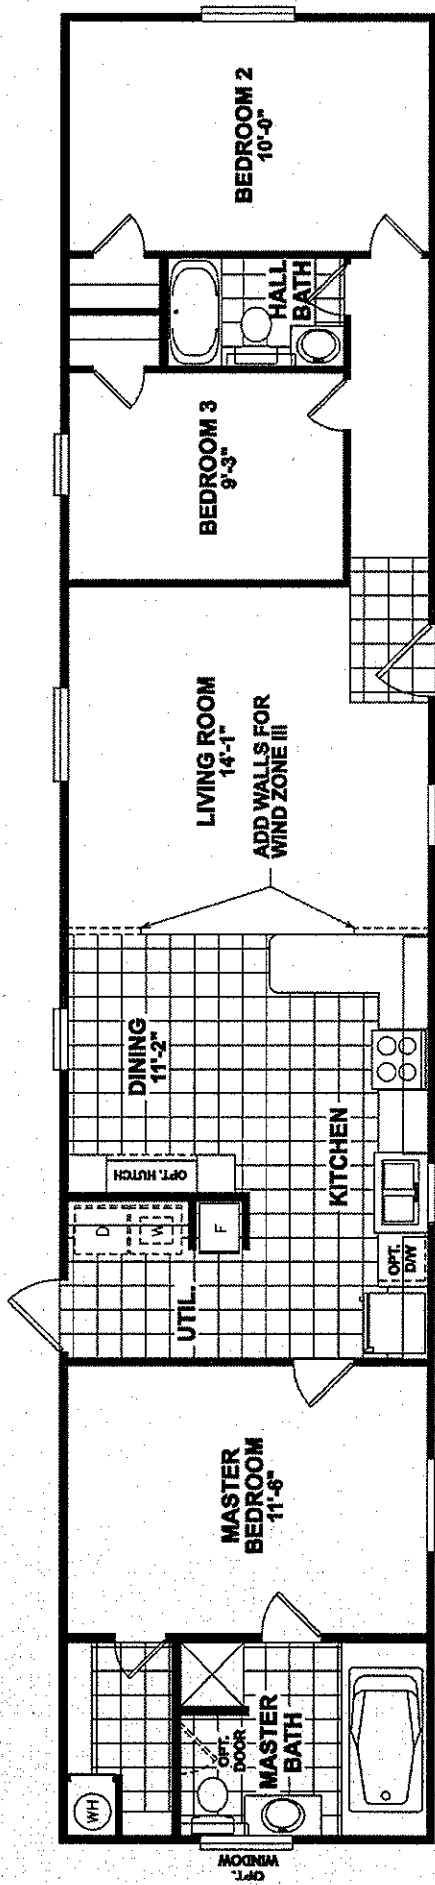 BEDROOM 2
10'-0"
HALL
BATH
BEDROOM 3
9'-3"
LIVING ROOM
14'-1"
ADD WALLS FOR
WIND ZONE III
DINING
11'-2"
OPT. HUTCH
KITCHEN
D
W
F
UTIL.
OPT.
D/W
MASTER
BEDROOM
11'-6"
OPT.
DOOR
MASTER
BATH
WH
OPT.
WINDOW